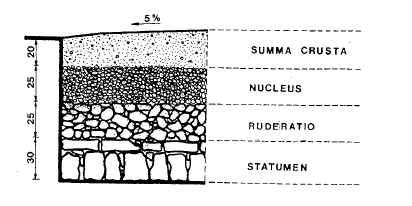 5%
20
SUMMA CRUSTA
25
NUCLEUS
25
RUDERATIO
30
STATUMEN